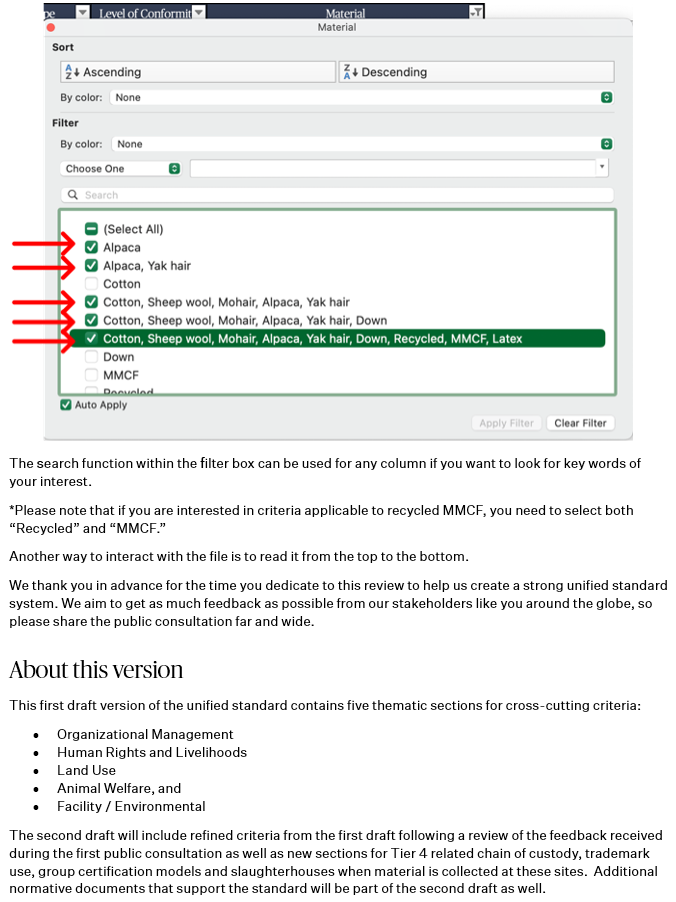 pe Level of Conformit Material
Material
Sort
Ascending Descending
By color: None
Filter
By color: None
Choose One
Search
(Select All)
Alpaca
Alpaca, Yak hair
Cotton
Cotton, Sheep wool, Mohair, Alpaca, Yak hair
Cotton, Sheep wool, Mohair, Alpaca, Yak hair, Down
Cotton, Sheep wool, Mohair, Alpaca, Yak hair, Down, Recycled, MMCF, Latex
Down
MMCF
Recycled
Auto Apply
Apply Filter Clear Filter
The search function within the filter box can be used for any column if you want to look for key words of
your interest.
*Please note that if you are interested in criteria applicable to recycled MMCF, you need to select both
“Recycled” and “MMCF.”
Another way to interact with the file is to read it from the top to the bottom.
We thank you in advance for the time you dedicate to this review to help us create a strong unified standard
system. We aim to get as much feedback as possible from our stakeholders like you around the globe, so
please share the public consultation far and wide.
About this version
This first draft version of the unified standard contains five thematic sections for cross-cutting criteria:
• Organizational Management
• Human Rights and Livelihoods
• Land Use
• Animal Welfare, and
• Facility / Environmental
The second draft will include refined criteria from the first draft following a review of the feedback received
during the first public consultation as well as new sections for Tier 4 related chain of custody, trademark
use, group certification models and slaughterhouses when material is collected at these sites.  Additional
normative documents that support the standard will be part of the second draft as well.